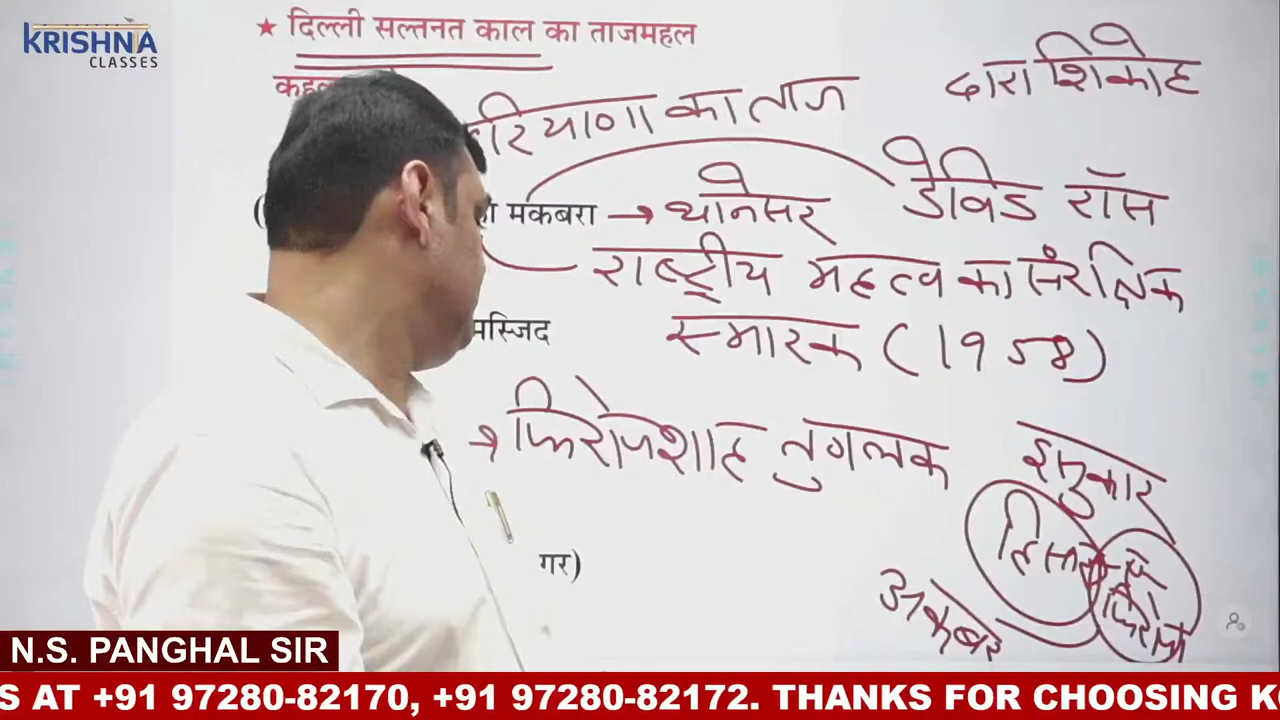 KRISHNA
CLASSES
★ दिल्ली सल्तनत काल का ताजमहल
दारा शिकोह
हरियाणा का ताज
मकबरा → थानेसर डेविड रॉस
राष्ट्रीय महत्व का संरक्षिक
मस्जिद स्मारक (1958)
→ फिरोजशाह तुगलक
गर)
अकबर
N.S. PANGHAL SIR
S AT +91 97280-82170, +91 97280-82172. THANKS FOR CHOOSING K